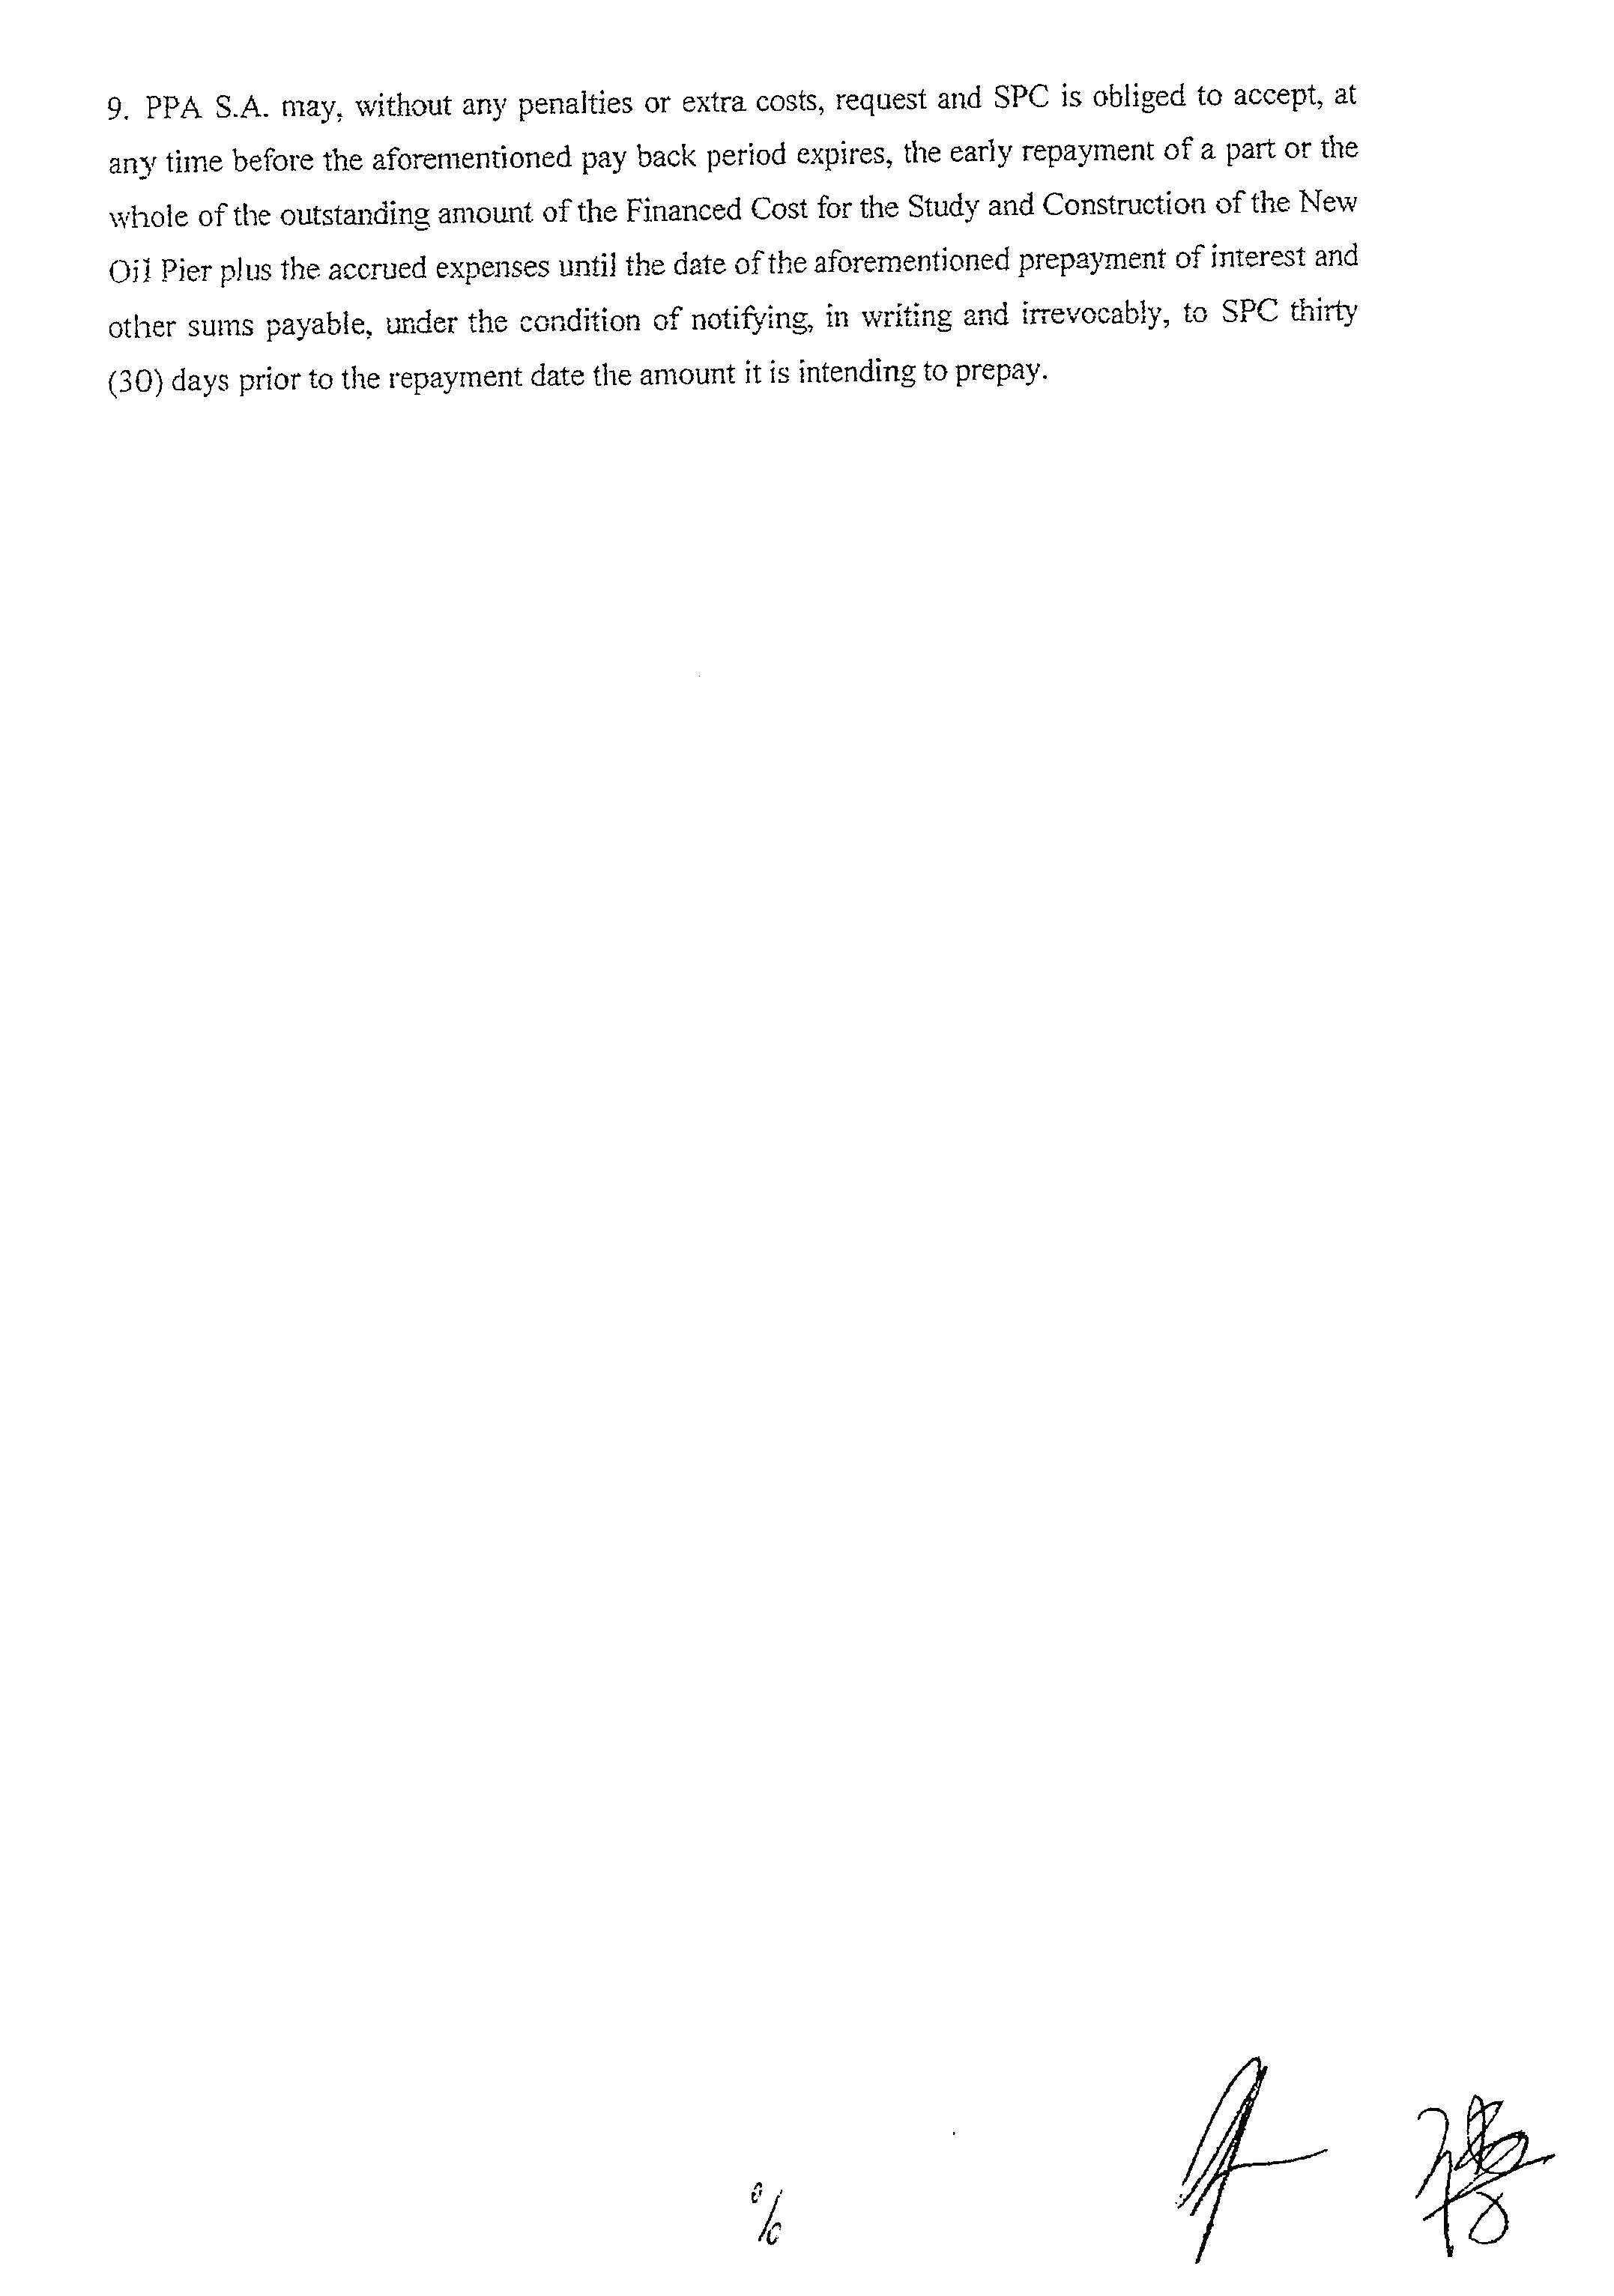 9. PPA S.A. may, without any penalties or extra costs, request and SPC is obliged to accept, at
any time before the aforementioned pay back period expires, the early repayment of a part or the
whole of the outstanding amount of the Financed Cost for the Study and Construction of the New
Oil Pier plus the accrued expenses until the date of the aforementioned prepayment of interest and
other sums payable, under the condition of notifying, in writing and irrevocably, to SPC thirty
(30) days prior to the repayment date the amount it is intending to prepay.